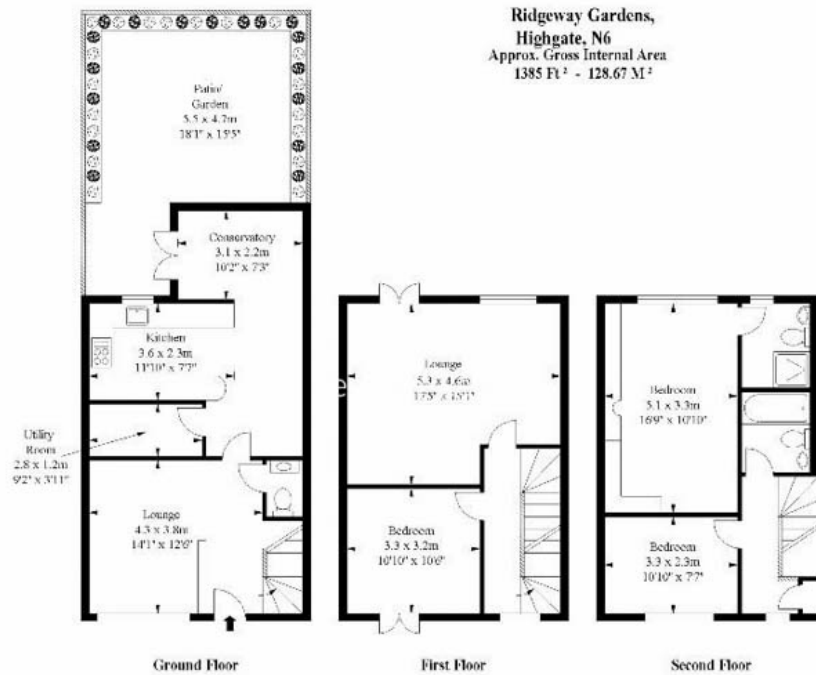 Ridgeway Gardens,
Highgate, N6
Approx. Gross Internal Area
1385 Ft² - 128.67 M²
Patio/
Garden
5.5 x 4.7m
18'1" x 15'5"
Conservatory
3.1 x 2.2m
10'2" x 7'3"
Kitchen
3.6 x 2.3m
11'10" x 7'7"
Utility
Room
2.8 x 1.2m
9'2" x 3'11"
Lounge
4.3 x 3.8m
14'1" x 12'6"
Ground Floor
Lounge
5.3 x 4.6m
17'5" x 15'1"
Bedroom
3.3 x 3.2m
10'10" x 10'6"
First Floor
Bedroom
5.1 x 3.3m
16'9" x 10'10"
Bedroom
3.3 x 2.3m
10'10" x 7'7"
Second Floor